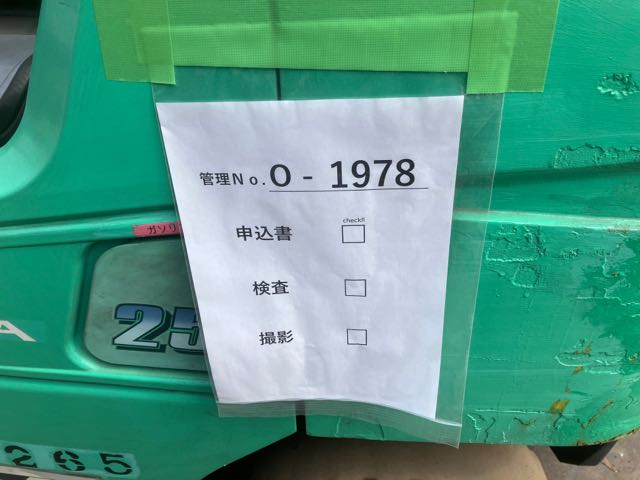 管理No. O - 1978
check!!
申込書 □
検査 □
撮影 □
ガソリ
25
A
265